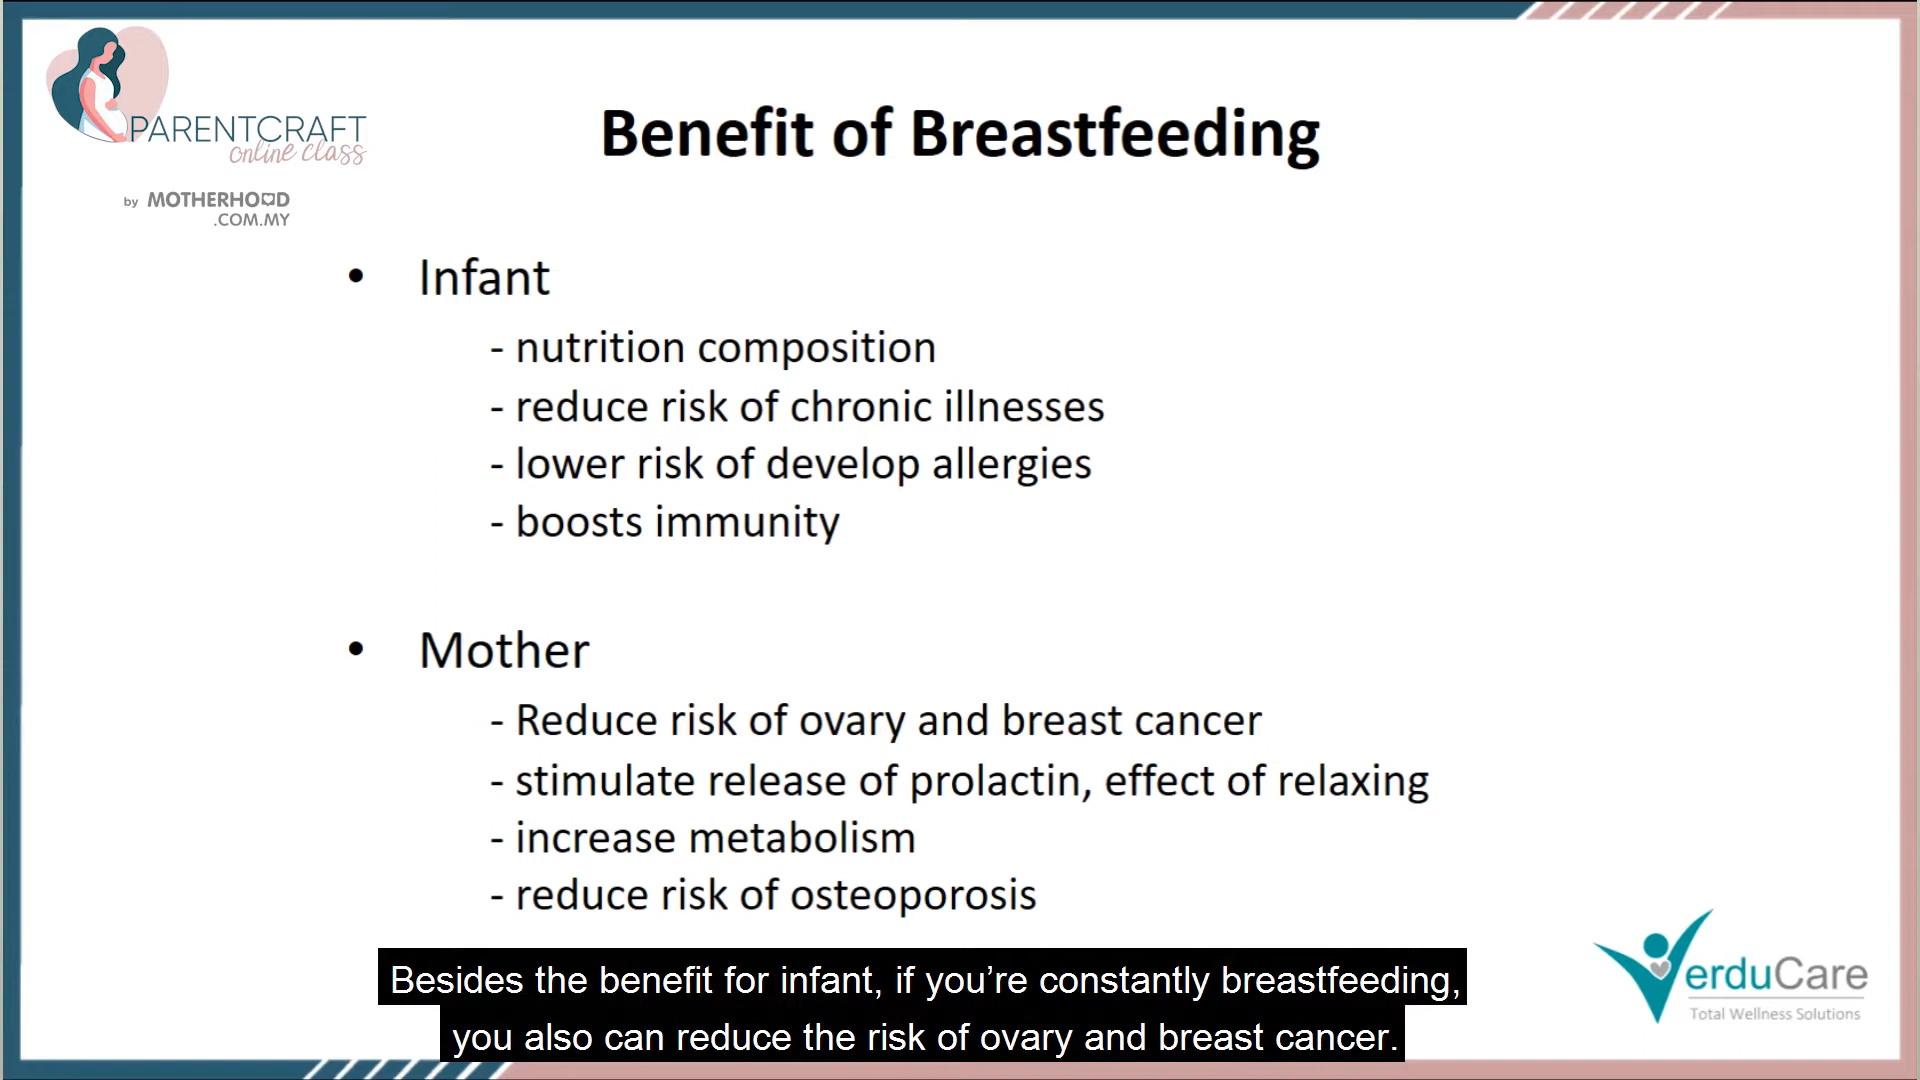 PARENTCRAFT
online class
by MOTHERHOOD
.COM.MY
Benefit of Breastfeeding
• Infant
- nutrition composition
- reduce risk of chronic illnesses
- lower risk of develop allergies
- boosts immunity
• Mother
- Reduce risk of ovary and breast cancer
- stimulate release of prolactin, effect of relaxing
- increase metabolism
- reduce risk of osteoporosis
Besides the benefit for infant, if you’re constantly breastfeeding,
you also can reduce the risk of ovary and breast cancer.
VerduCare
Total Wellness Solutions